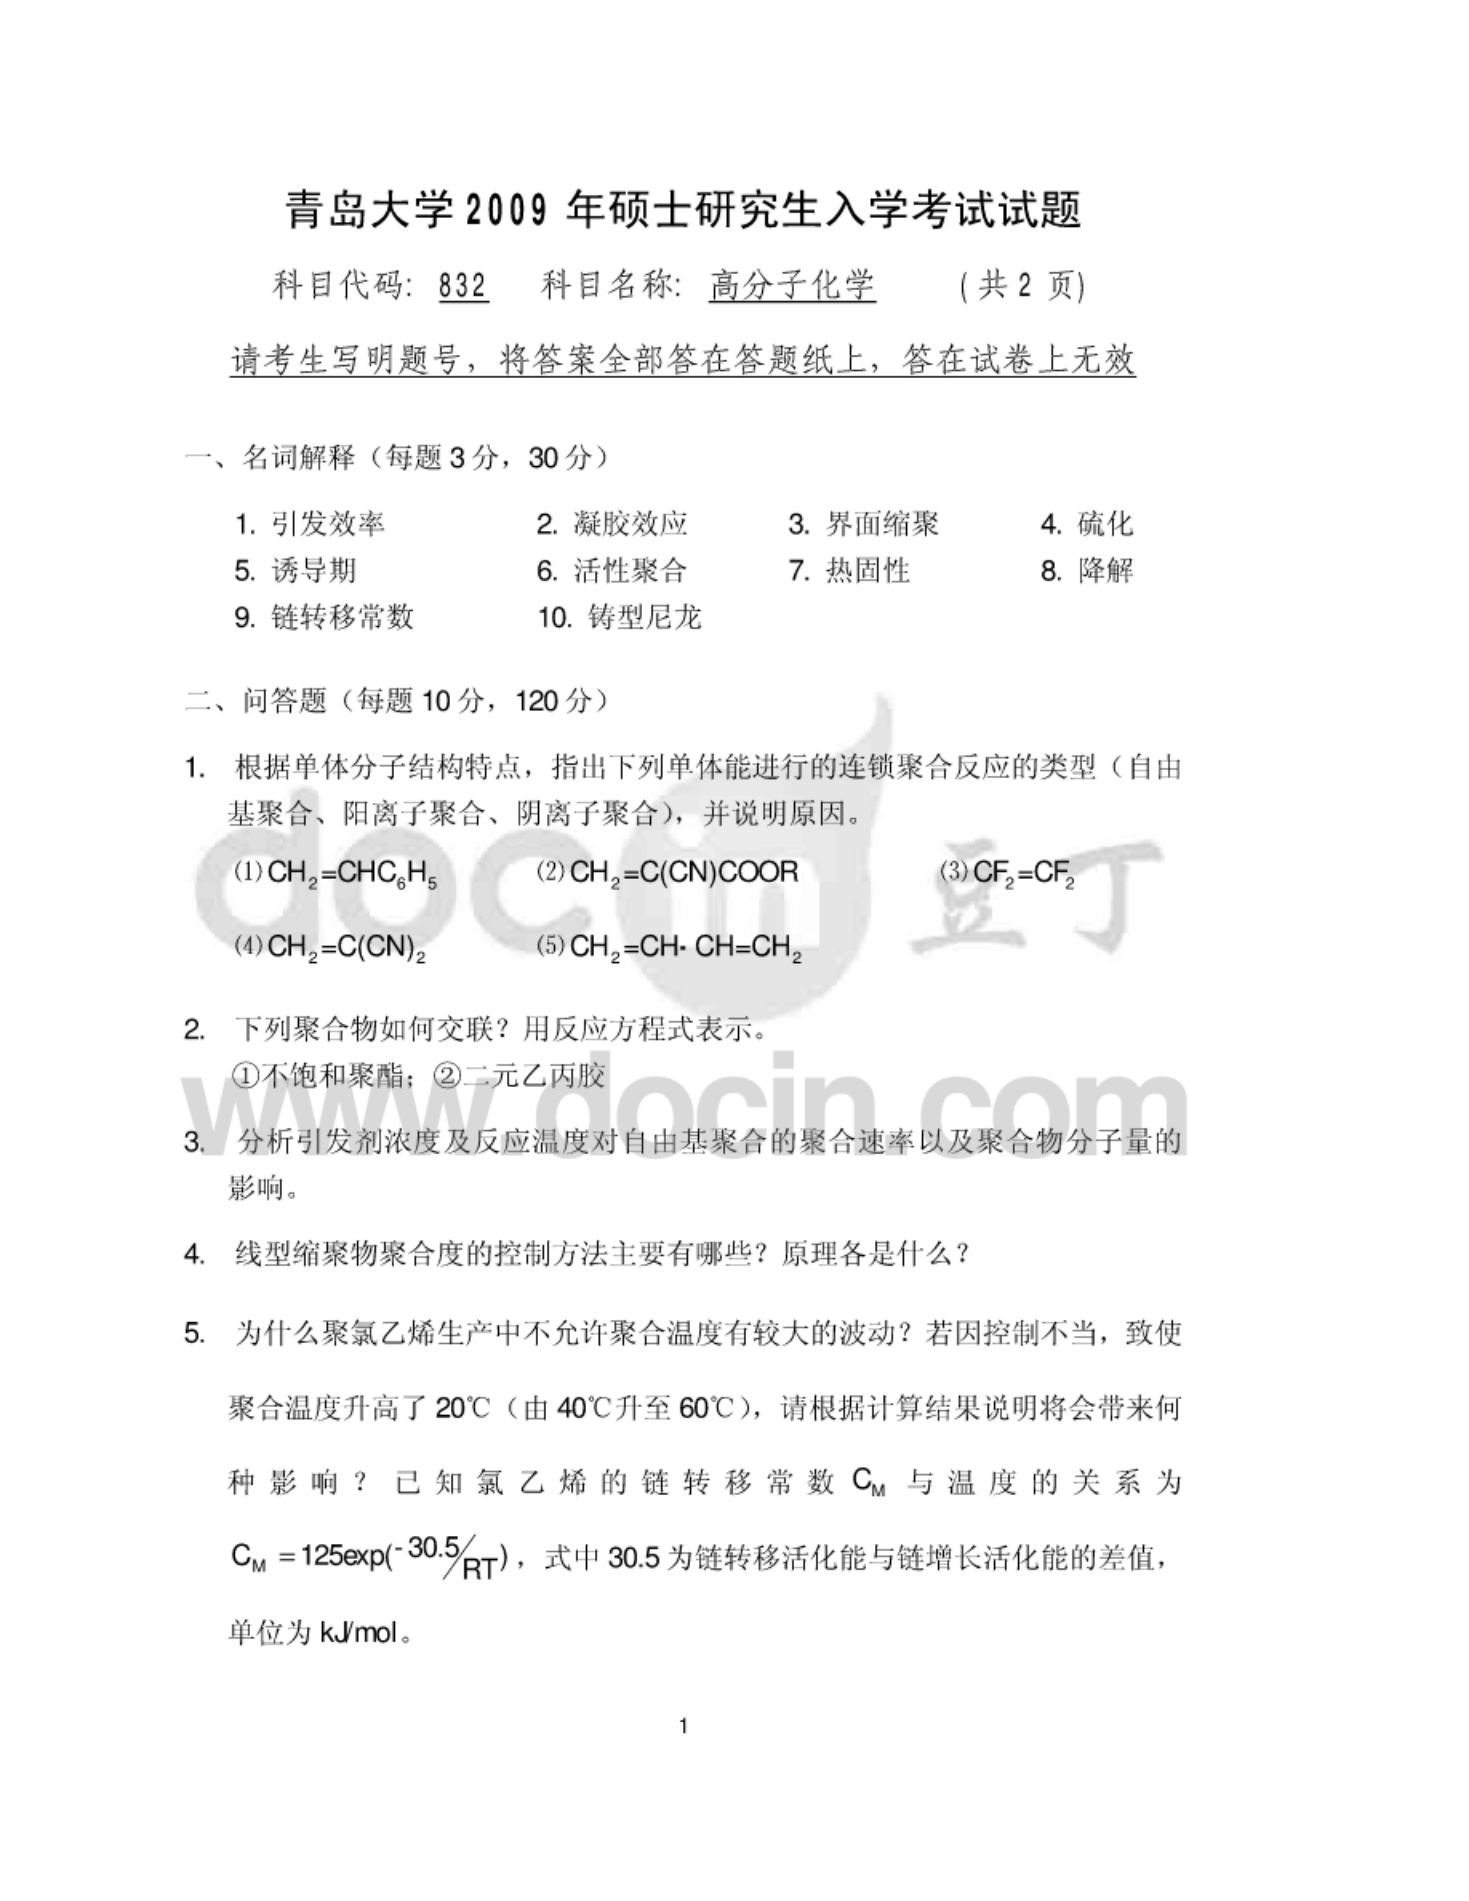 青岛大学2009 年硕士研究生入学考试试题
科目代码: 832 科目名称: 高分子化学 (共2 页)
请考生写明题号，将答案全部答在答题纸上，答在试卷上无效
一、名词解释（每题3分，30分）
1. 引发效率 2. 凝胶效应 3. 界面缩聚 4. 硫化
5. 诱导期 6. 活性聚合 7. 热固性 8. 降解
9. 链转移常数 10. 铸型尼龙
二、问答题（每题10分，120分）
1. 根据单体分子结构特点，指出下列单体能进行的连锁聚合反应的类型（自由
基聚合、阳离子聚合、阴离子聚合），并说明原因。
(1) CH₂=CHC₆H₅ (2) CH₂=C(CN)COOR (3) CF₂=CF₂
(4) CH₂=C(CN)₂ (5) CH₂=CH· CH=CH₂
2. 下列聚合物如何交联？用反应方程式表示。
①不饱和聚酯；②二元乙丙胶
3. 分析引发剂浓度及反应温度对自由基聚合的聚合速率以及聚合物分子量的
影响。
4. 线型缩聚物聚合度的控制方法主要有哪些？原理各是什么？
5. 为什么聚氯乙烯生产中不允许聚合温度有较大的波动？若因控制不当，致使
聚合温度升高了20℃（由40℃升至60℃），请根据计算结果说明将会带来何
种影响？已知氯乙烯的链转移常数 C_M 与温度的关系为
C_M =125exp(-30.5/RT)，式中30.5为链转移活化能与链增长活化能的差值，
单位为kJ/mol。
1
docin 豆丁
www.docin.com